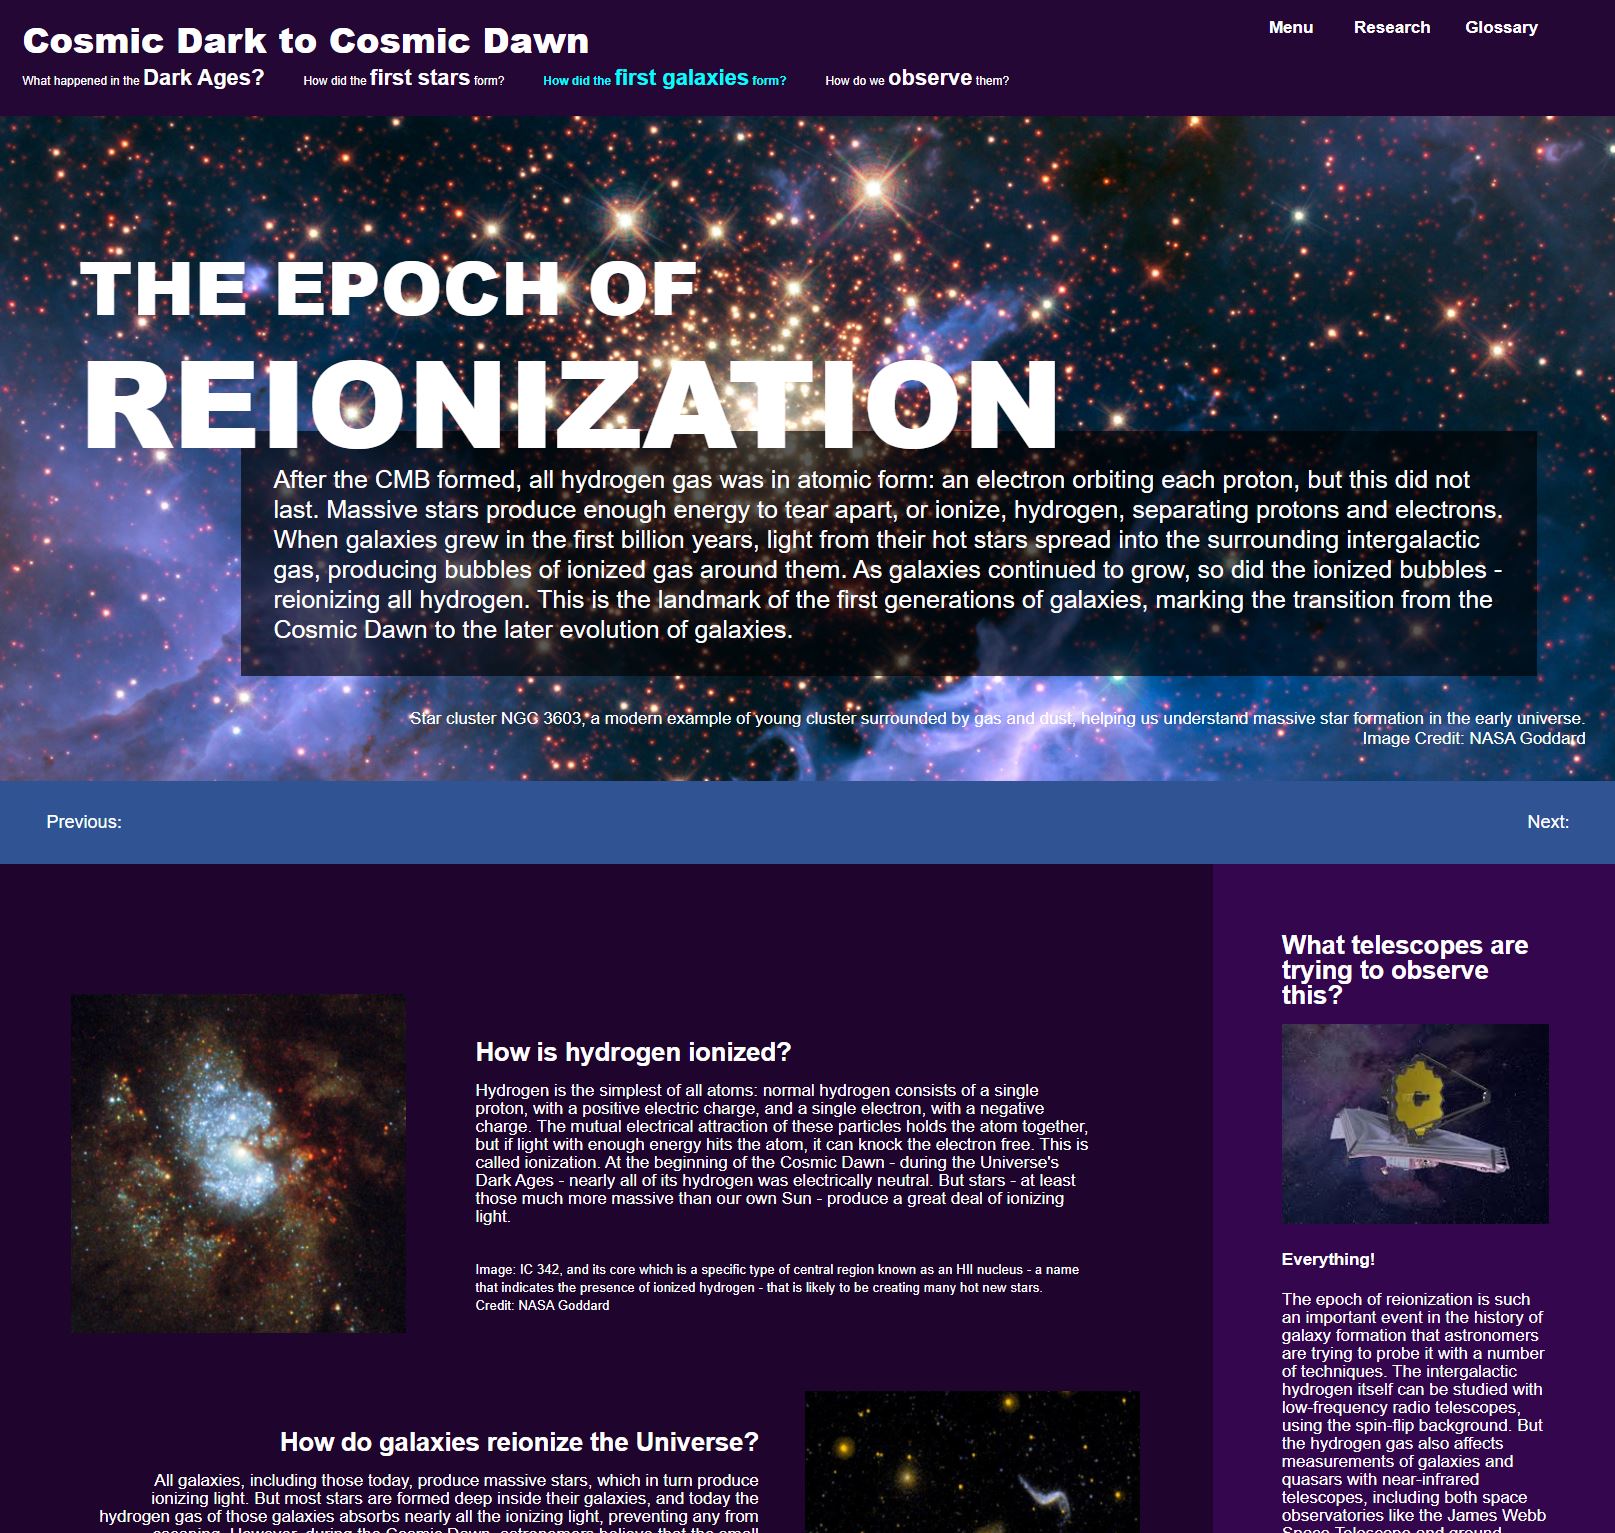 Cosmic Dark to Cosmic Dawn
Menu Research Glossary
What happened in the Dark Ages? How did the first stars form? How did the first galaxies form? How do we observe them?
THE EPOCH OF
REIONIZATION
After the CMB formed, all hydrogen gas was in atomic form: an electron orbiting each proton, but this did not
last. Massive stars produce enough energy to tear apart, or ionize, hydrogen, separating protons and electrons.
When galaxies grew in the first billion years, light from their hot stars spread into the surrounding intergalactic
gas, producing bubbles of ionized gas around them. As galaxies continued to grow, so did the ionized bubbles -
reionizing all hydrogen. This is the landmark of the first generations of galaxies, marking the transition from the
Cosmic Dawn to the later evolution of galaxies.
Star cluster NGC 3603, a modern example of young cluster surrounded by gas and dust, helping us understand massive star formation in the early universe.
Image Credit: NASA Goddard
Previous:
Next:
How is hydrogen ionized?
Hydrogen is the simplest of all atoms: normal hydrogen consists of a single
proton, with a positive electric charge, and a single electron, with a negative
charge. The mutual electrical attraction of these particles holds the atom together,
but if light with enough energy hits the atom, it can knock the electron free. This is
called ionization. At the beginning of the Cosmic Dawn - during the Universe's
Dark Ages - nearly all of its hydrogen was electrically neutral. But stars - at least
those much more massive than our own Sun - produce a great deal of ionizing
light.
Image: IC 342, and its core which is a specific type of central region known as an HII nucleus - a name
that indicates the presence of ionized hydrogen - that is likely to be creating many hot new stars.
Credit: NASA Goddard
How do galaxies reionize the Universe?
All galaxies, including those today, produce massive stars, which in turn produce
ionizing light. But most stars are formed deep inside their galaxies, and today the
hydrogen gas of those galaxies absorbs nearly all the ionizing light, preventing any from
escaping. However, during the Cosmic Dawn, astronomers believe that the small
What telescopes are
trying to observe
this?
Everything!
The epoch of reionization is such
an important event in the history of
galaxy formation that astronomers
are trying to probe it with a number
of techniques. The intergalactic
hydrogen itself can be studied with
low-frequency radio telescopes,
using the spin-flip background. But
the hydrogen gas also affects
measurements of galaxies and
quasars with near-infrared
telescopes, including both space
observatories like the James Webb
Space Telescope and ground